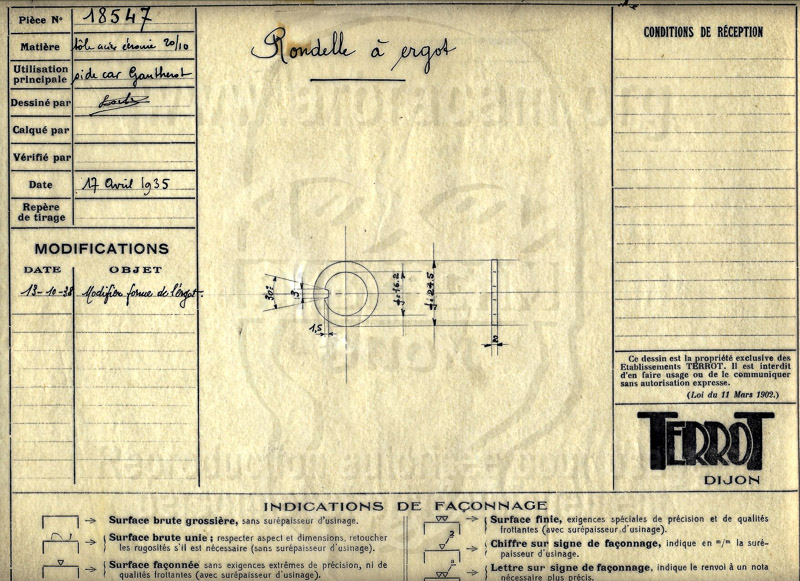 Pièce Nº 18547
Matière tôle acier écrouie 20/10
Utilisation principale side car Gautherot
Dessiné par
Calqué par
Vérifié par
Date 17 Avril 1935
Repère de tirage
MODIFICATIONS
DATE OBJET
13-10-38 Modifier forme de l'ergot.
Rondelle à ergot
30°
3
1,5
16.2
24.5
2
CONDITIONS DE RÉCEPTION
Ce dessin est la propriété exclusive des
Etablissements TERROT. Il est interdit
d'en faire usage ou de le communiquer
sans autorisation expresse.
(Loi du 11 Mars 1902.)
TERROT
DIJON
INDICATIONS DE FAÇONNAGE
Surface brute grossière, sans surépaisseur d'usinage.
Surface brute unie; respecter aspect et dimensions, retoucher
les rugosités s'il est nécessaire (sans surépaisseur d'usinage).
Surface façonnée sans exigences extrêmes de précision, ni de
qualités frottantes (avec surépaisseur d'usinage).
Surface finie, exigences spéciales de précision et de qualités
frottantes (avec surépaisseur d'usinage).
Chiffre sur signe de façonnage, indique en m/m la suré-
paisseur d'usinage.
Lettre sur signe de façonnage, indique le renvoi à un nota
nécessaire plus précis.